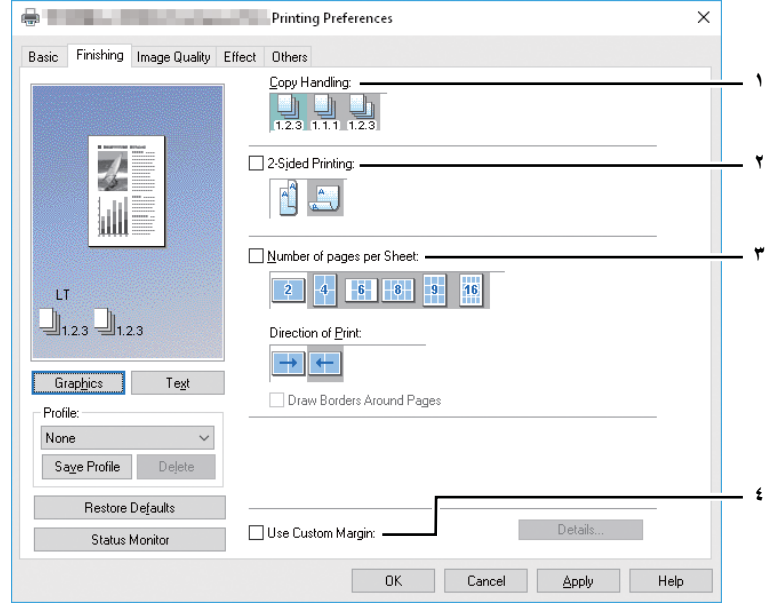 Printing Preferences
Basic Finishing Image Quality Effect Others
Copy Handling: ١
1.2.3 1.1.1 1.2.3
2-Sided Printing: ٢
A A A A
Number of pages per Sheet: ٣
2 4 6 8 9 16
LT
1.2.3 1.2.3
Direction of Print:
Graphics Text
Draw Borders Around Pages
Profile:
None
Save Profile Delete
Restore Defaults
٤
Use Custom Margin: Details...
Status Monitor
OK Cancel Apply Help